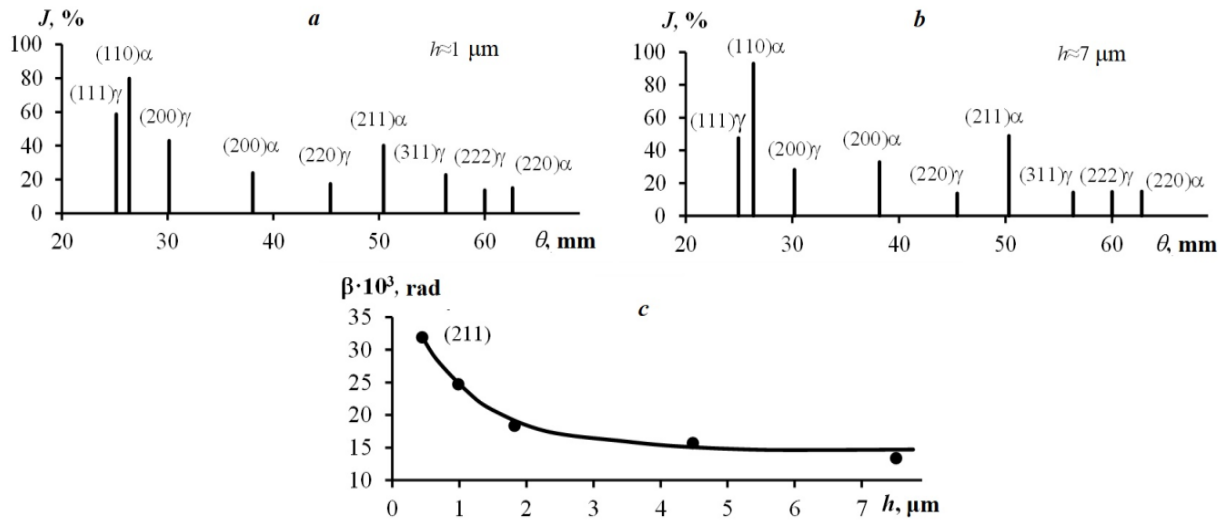 J, %
a
h≈1 μm
100
80
60
40
20
0
(111)γ
(110)α
(200)γ
(200)α
(220)γ
(211)α
(311)γ
(222)γ
(220)α
20
30
40
50
60
θ, mm
J, %
b
h≈7 μm
100
80
60
40
20
0
(111)γ
(110)α
(200)γ
(200)α
(220)γ
(211)α
(311)γ
(222)γ
(220)α
20
30
40
50
60
θ, mm
β·10³, rad
c
(211)
35
30
25
20
15
10
0
1
2
3
4
5
6
7
h, μm